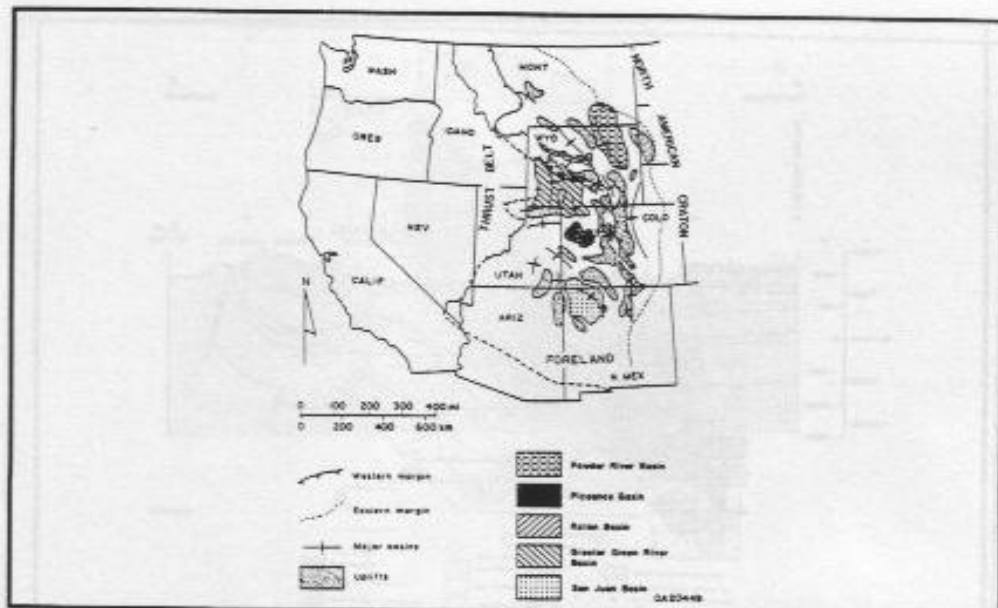 WASH
MONT
NORTH
AMERICAN
CRATON
OREG
IDAHO
WYO
THRUST BELT
NEV
COLO
UTAH
CALIF
N
ARIZ
FORELAND
N. MEX
0 100 200 300 400 mi
0 200 400 600 km
Western margin
Eastern margin
Major basins
Uplifts
Powder River Basin
Piceance Basin
Raton Basin
Greater Green River
Basin
San Juan Basin